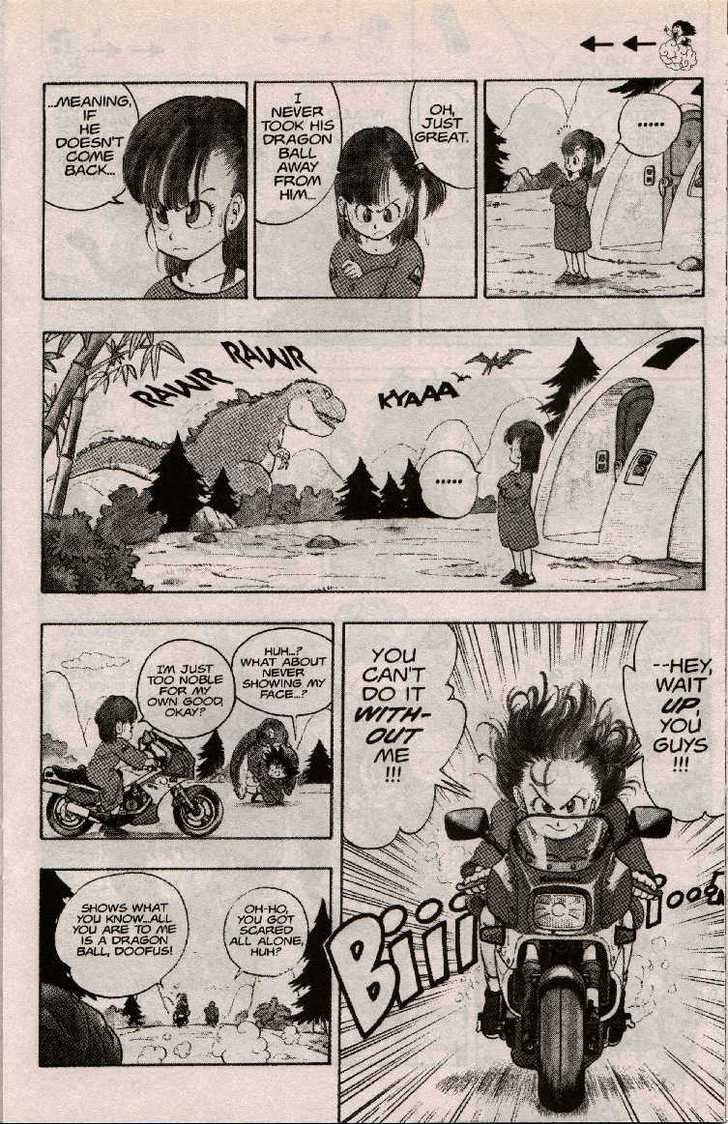 .....
OH,
JUST
GREAT.
I
NEVER
TOOK HIS
DRAGON
BALL
AWAY
FROM
HIM...
...MEANING,
IF
HE
DOESN'T
COME
BACK...
RAWR
RAWR
KYAAA
.....
--HEY,
WAIT
UP,
YOU
GUYS
!!!
YOU
CAN'T
DO IT
WITH-
OUT
ME
!!!
Biiiiooo
HUH...?
WHAT ABOUT
NEVER
SHOWING MY
FACE...?
I'M JUST
TOO NOBLE
FOR MY
OWN GOOD,
OKAY?
OH-HO,
YOU GOT
SCARED
ALL ALONE,
HUH?
SHOWS WHAT
YOU KNOW...ALL
YOU ARE TO ME
IS A DRAGON
BALL, DOOFUS!